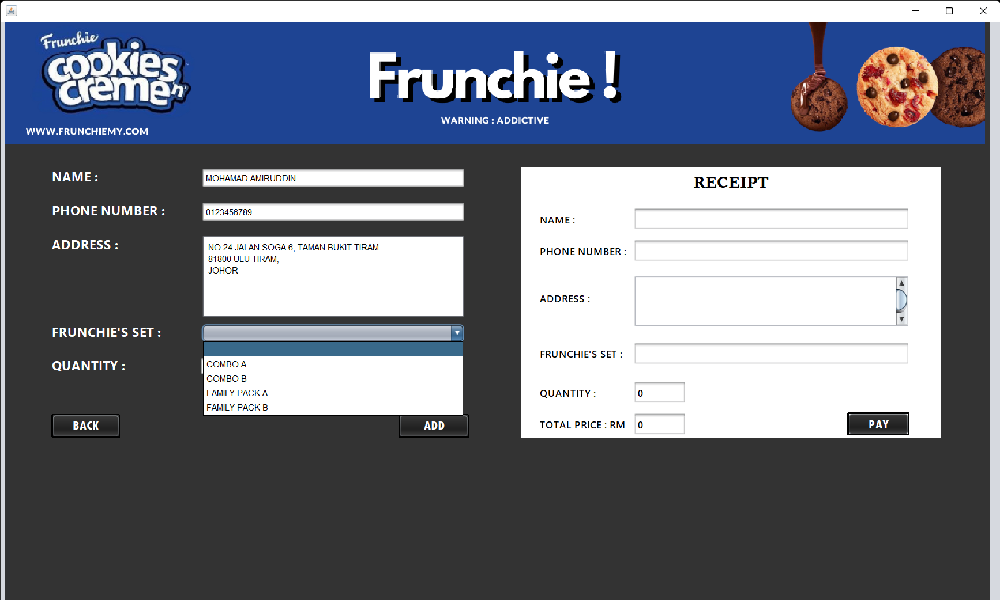 Frunchie
cookies
creme n'
WWW.FRUNCHIEMY.COM
Frunchie !
WARNING : ADDICTIVE
NAME :
MOHAMAD AMIRUDDIN
PHONE NUMBER :
0123456789
ADDRESS :
NO 24 JALAN SOGA 6, TAMAN BUKIT TIRAM
81800 ULU TIRAM,
JOHOR
FRUNCHIE'S SET :
COMBO A
COMBO B
FAMILY PACK A
FAMILY PACK B
QUANTITY :
BACK
ADD
RECEIPT
NAME :
PHONE NUMBER :
ADDRESS :
FRUNCHIE'S SET :
QUANTITY :
0
TOTAL PRICE : RM
0
PAY